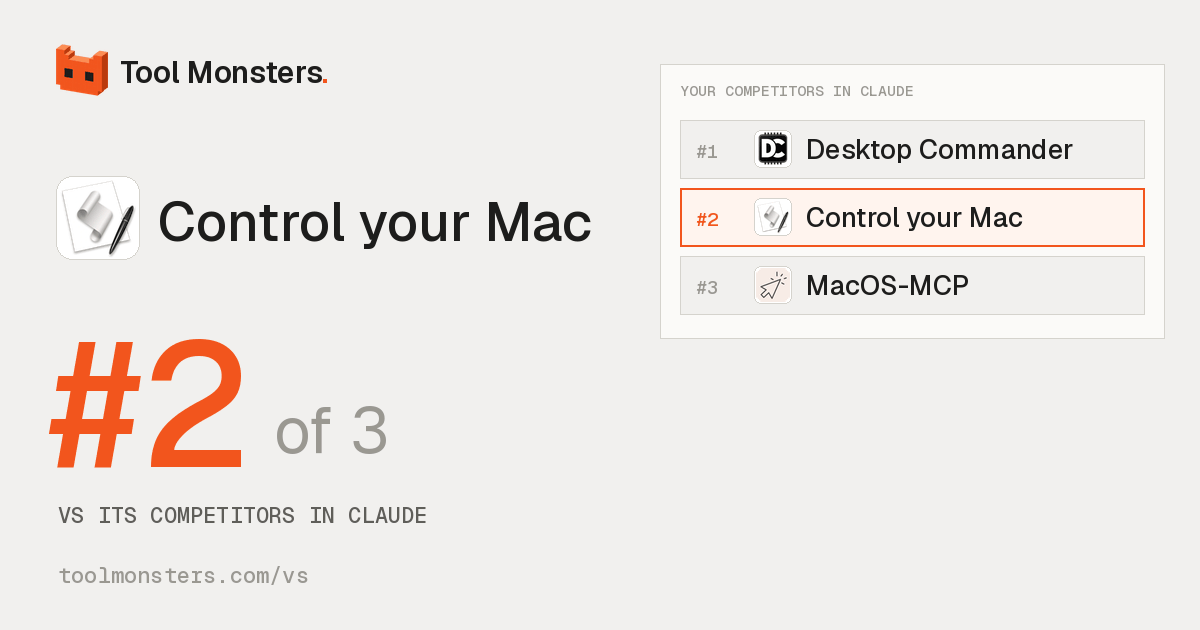 Tool Monsters.
Control your Mac
#2 of 3
VS ITS COMPETITORS IN CLAUDE
toolmonsters.com/vs
YOUR COMPETITORS IN CLAUDE
#1 DC Desktop Commander
#2 Control your Mac
#3 MacOS-MCP